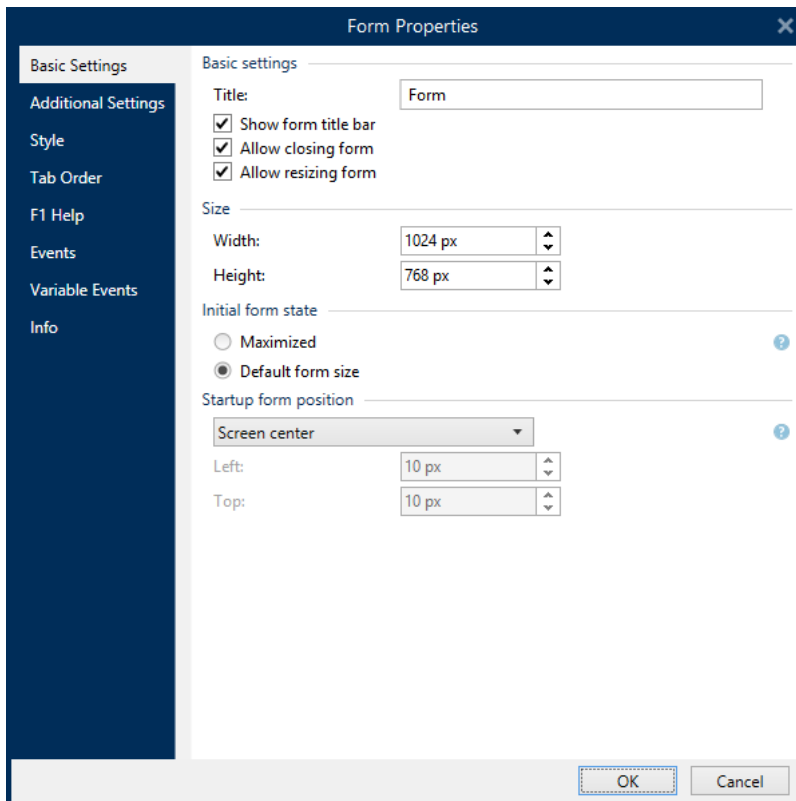 Form Properties
Basic Settings
Additional Settings
Style
Tab Order
F1 Help
Events
Variable Events
Info
Basic settings
Title: Form
Show form title bar
Allow closing form
Allow resizing form
Size
Width: 1024 px
Height: 768 px
Initial form state
Maximized
?
Default form size
Startup form position
Screen center
?
Left: 10 px
Top: 10 px
OK Cancel